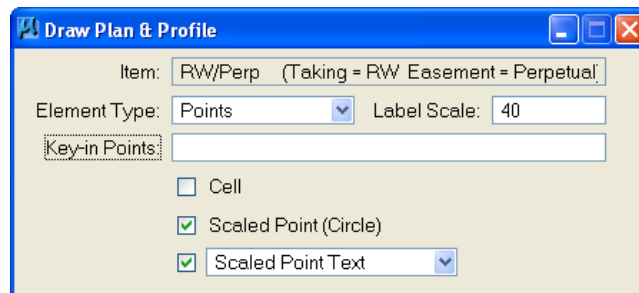 Draw Plan & Profile
Item: RW/Perp (Taking = RW Easement = Perpetual)
Element Type: Points Label Scale: 40
Key-in Points:
Cell
Scaled Point (Circle)
Scaled Point Text